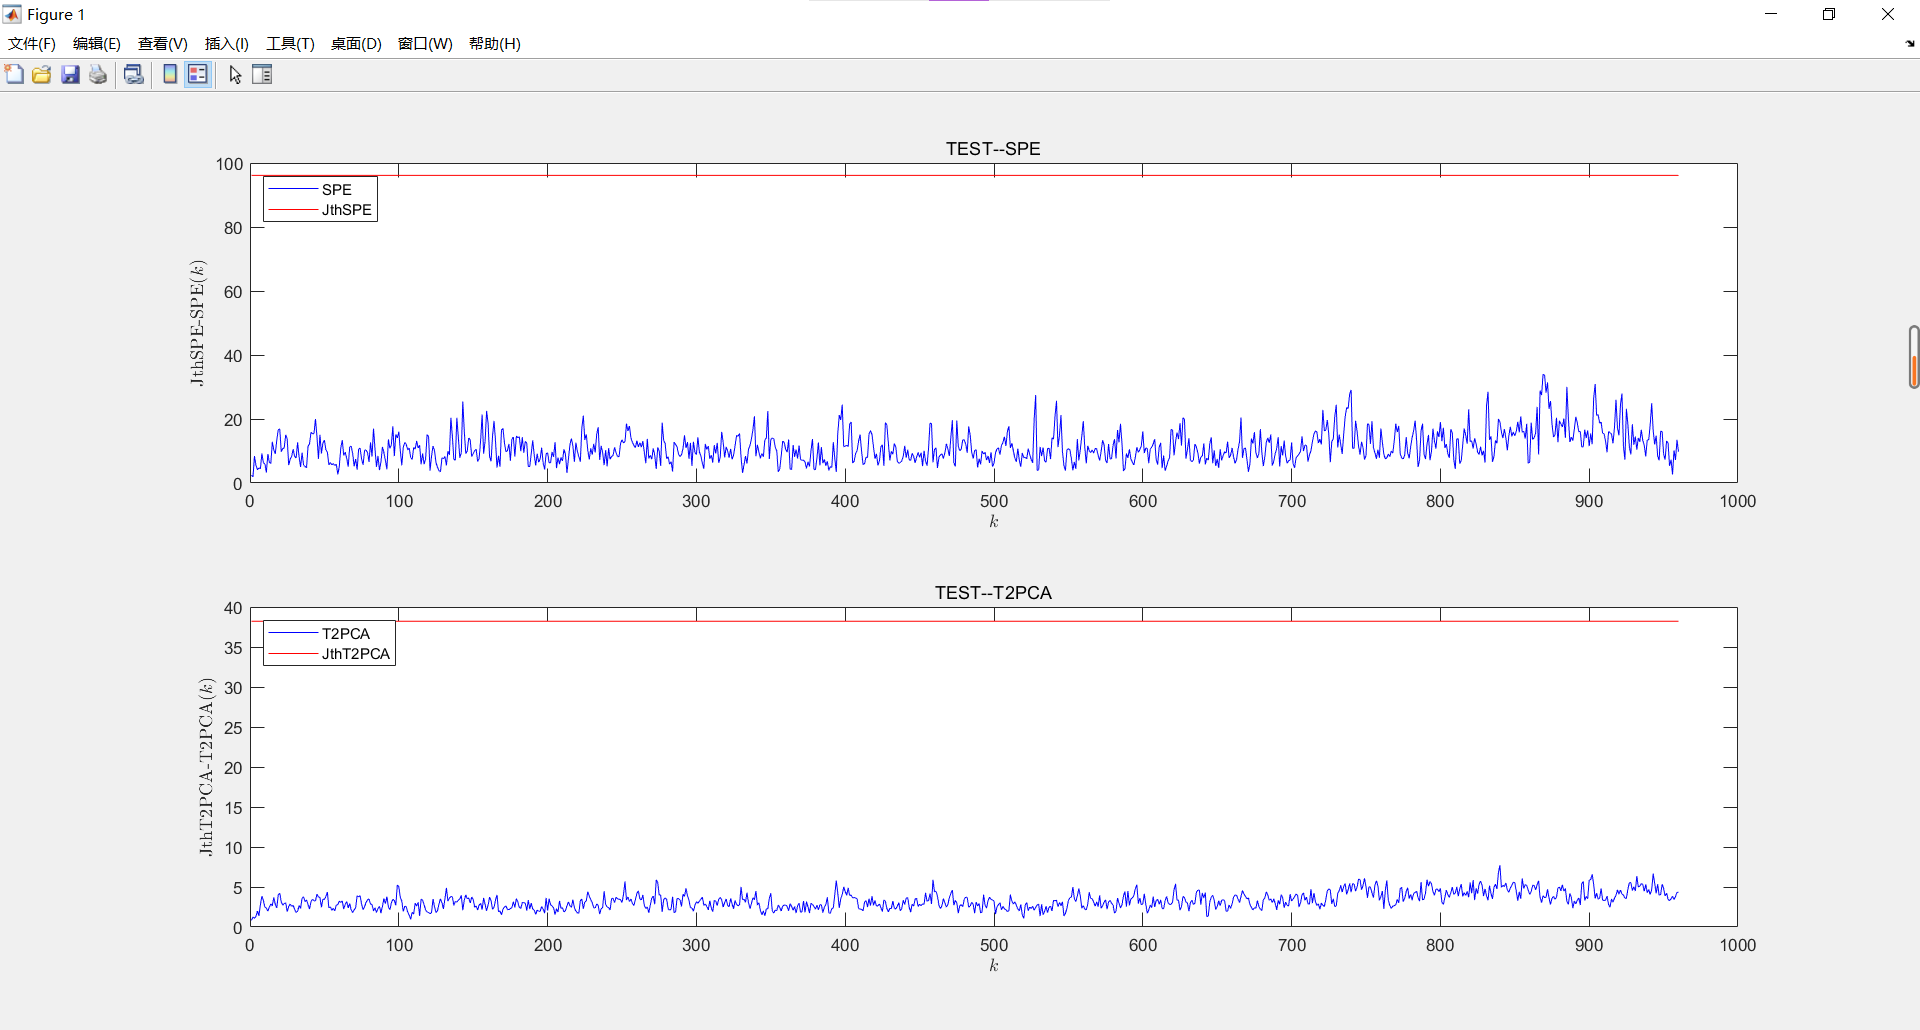 Figure 1
文件(F) 编辑(E) 查看(V) 插入(I) 工具(T) 桌面(D) 窗口(W) 帮助(H)
TEST--SPE
100
80
60
40
20
0
JthSPE-SPE(k)
SPE
JthSPE
0 100 200 300 400 500 600 700 800 900 1000
k
TEST--T2PCA
40
35
30
25
20
15
10
5
0
JthT2PCA-T2PCA(k)
T2PCA
JthT2PCA
0 100 200 300 400 500 600 700 800 900 1000
k